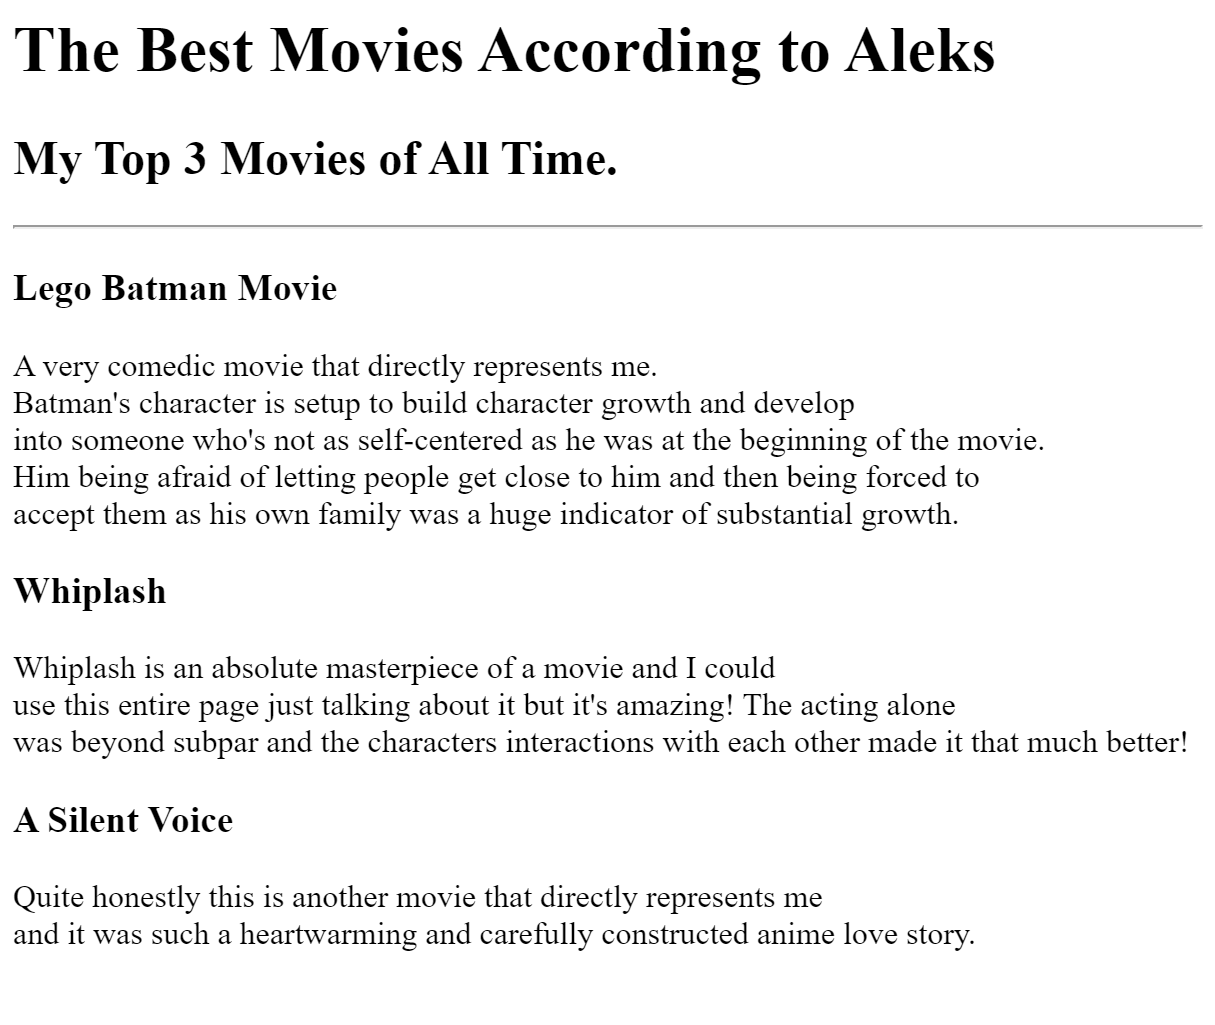 The Best Movies According to Aleks
My Top 3 Movies of All Time.
Lego Batman Movie
A very comedic movie that directly represents me.
Batman's character is setup to build character growth and develop
into someone who's not as self-centered as he was at the beginning of the movie.
Him being afraid of letting people get close to him and then being forced to
accept them as his own family was a huge indicator of substantial growth.
Whiplash
Whiplash is an absolute masterpiece of a movie and I could
use this entire page just talking about it but it's amazing! The acting alone
was beyond subpar and the characters interactions with each other made it that much better!
A Silent Voice
Quite honestly this is another movie that directly represents me
and it was such a heartwarming and carefully constructed anime love story.